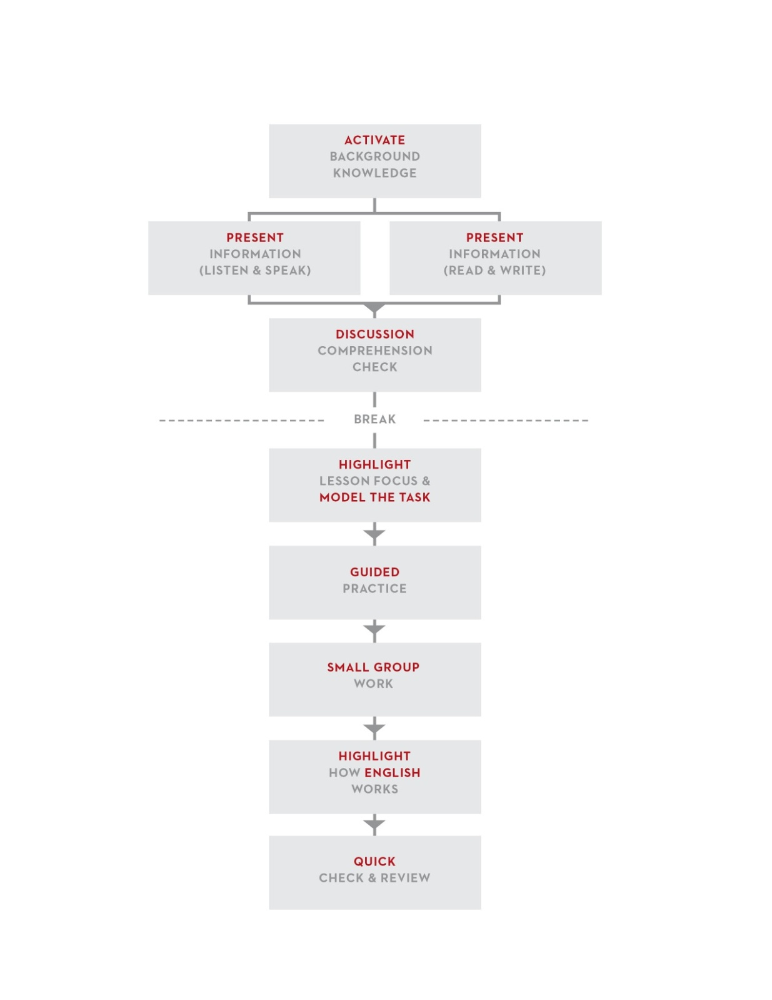 ACTIVATE
BACKGROUND
KNOWLEDGE
PRESENT
INFORMATION
(LISTEN & SPEAK)
PRESENT
INFORMATION
(READ & WRITE)
DISCUSSION
COMPREHENSION
CHECK
BREAK
HIGHLIGHT
LESSON FOCUS &
MODEL THE TASK
GUIDED
PRACTICE
SMALL GROUP
WORK
HIGHLIGHT
HOW ENGLISH
WORKS
QUICK
CHECK & REVIEW